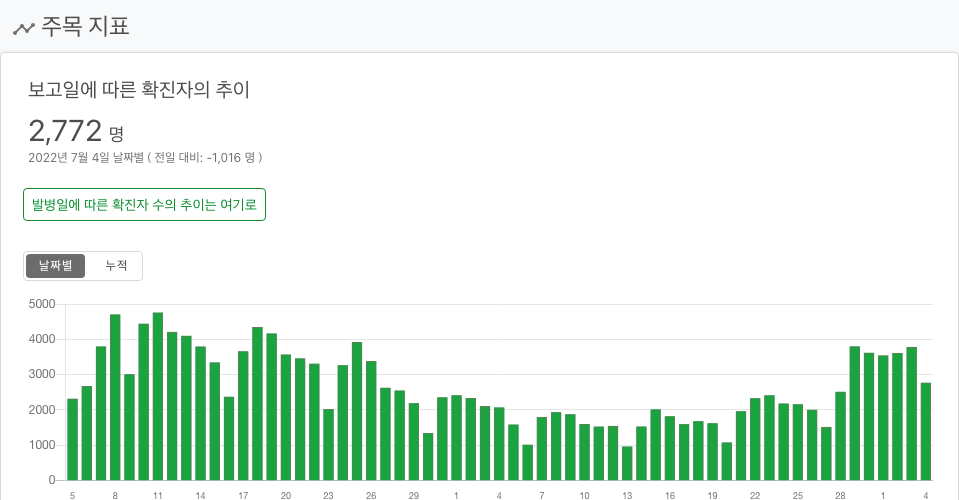 주목 지표
보고일에 따른 확진자의 추이
2,772 명
2022년 7월 4일 날짜별 ( 전일 대비: -1,016 명 )
발병일에 따른 확진자 수의 추이는 여기로
날짜별 누적
5000
4000
3000
2000
1000
0
5 8 11 14 17 20 23 26 29 1 4 7 10 13 16 19 22 25 28 1 4